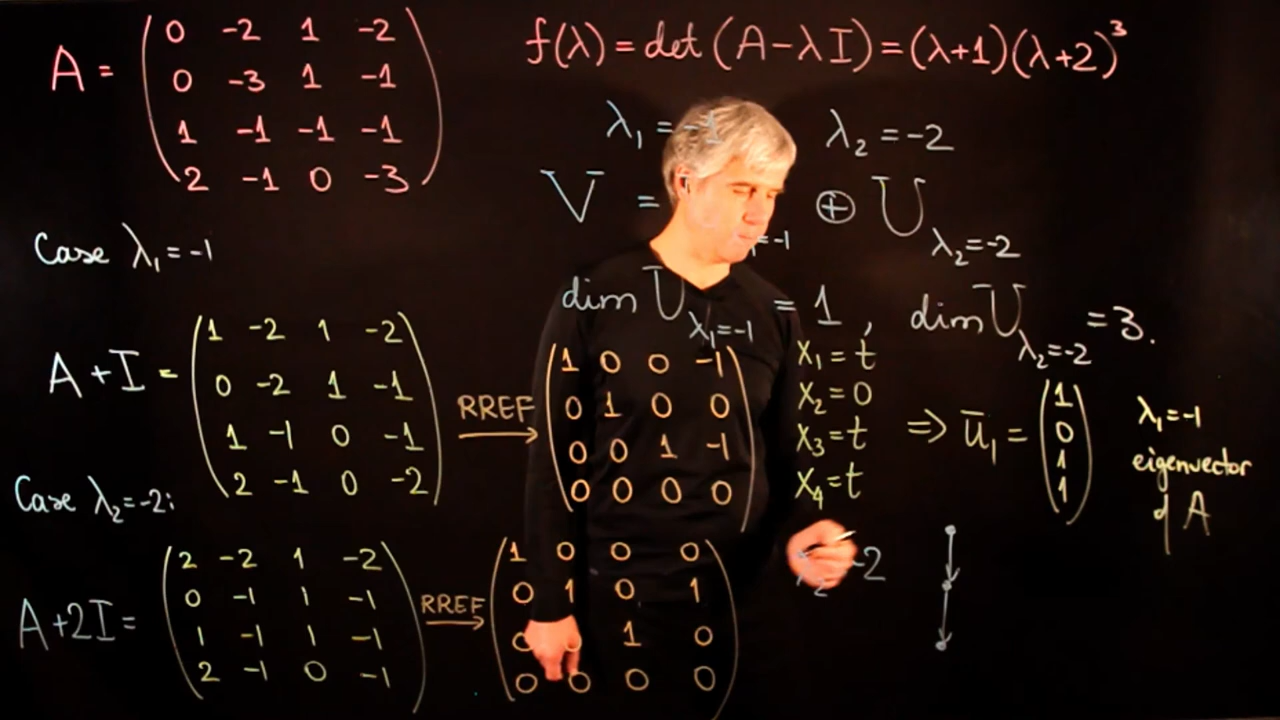 A = ( 0 -2 1 -2
0 -3 1 -1
1 -1 -1 -1
2 -1 0 -3 )
f(λ) = det (A-λI) = (λ+1)(λ+2)³
λ₁ = -1 λ₂ = -2
V = ⊕ U λ₂=-2
dim U λ₁=-1 = 1 , dim U λ₂=-2 = 3.
Case λ₁ = -1
A + I = ( 1 -2 1 -2
0 -2 1 -1
1 -1 0 -1
2 -1 0 -2 )
RREF
( 1 0 0 -1
0 1 0 0
0 0 1 -1
0 0 0 0 )
x₁ = t
x₂ = 0
x₃ = t
x₄ = t
⇒ u̅₁ = ( 1
0
1
1 )
λ₁=-1
eigenvector
of A
Case λ₂=-2:
A+2I = ( 2 -2 1 -2
0 -1 1 -1
1 -1 1 -1
2 -1 0 -1 )
RREF
( 1 0 0 0
0 1 0 1
0 0 1 0
0 0 0 0 )
-2